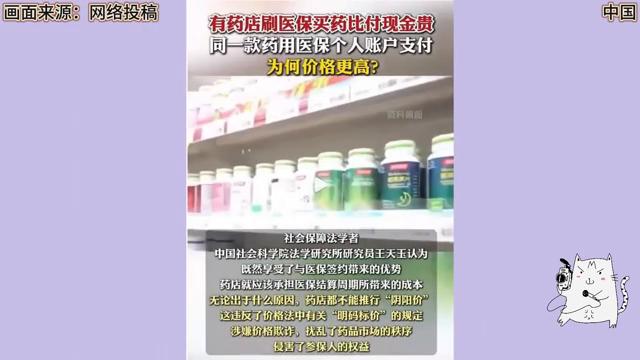 画面来源：网络投稿
中国
有药店刷医保买药比付现金贵
同一款药用医保个人账户支付
为何价格更高?
资料画面
社会保障法学者
中国社会科学院法学研究所研究员王天玉认为
既然享受了与医保签约带来的优势
药店就应该承担医保结算周期所带来的成本
无论出于什么原因，药店都不能推行“阴阳价”
这违反了价格法中有关“明码标价”的规定
涉嫌价格欺诈，扰乱了药品市场的秩序
侵害了参保人的权益